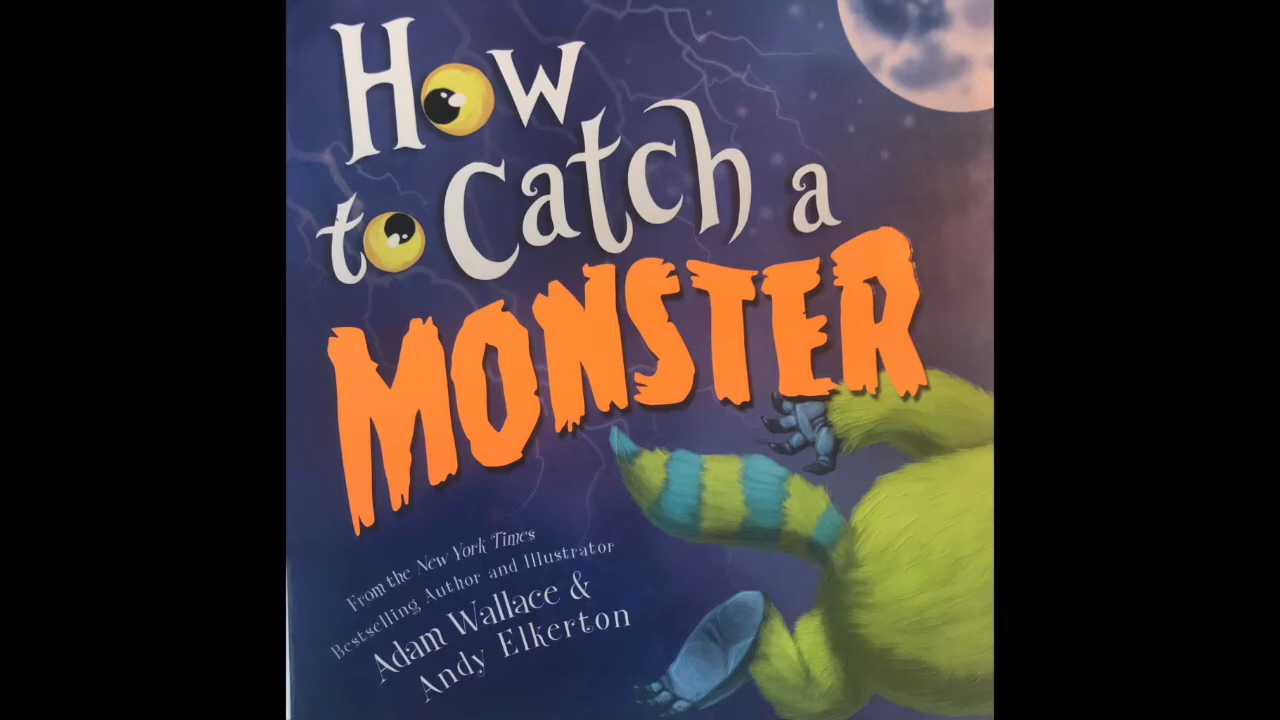 How
to Catch a
MONSTER
From the New York Times
Bestselling Author and Illustrator
Adam Wallace &
Andy Elkerton